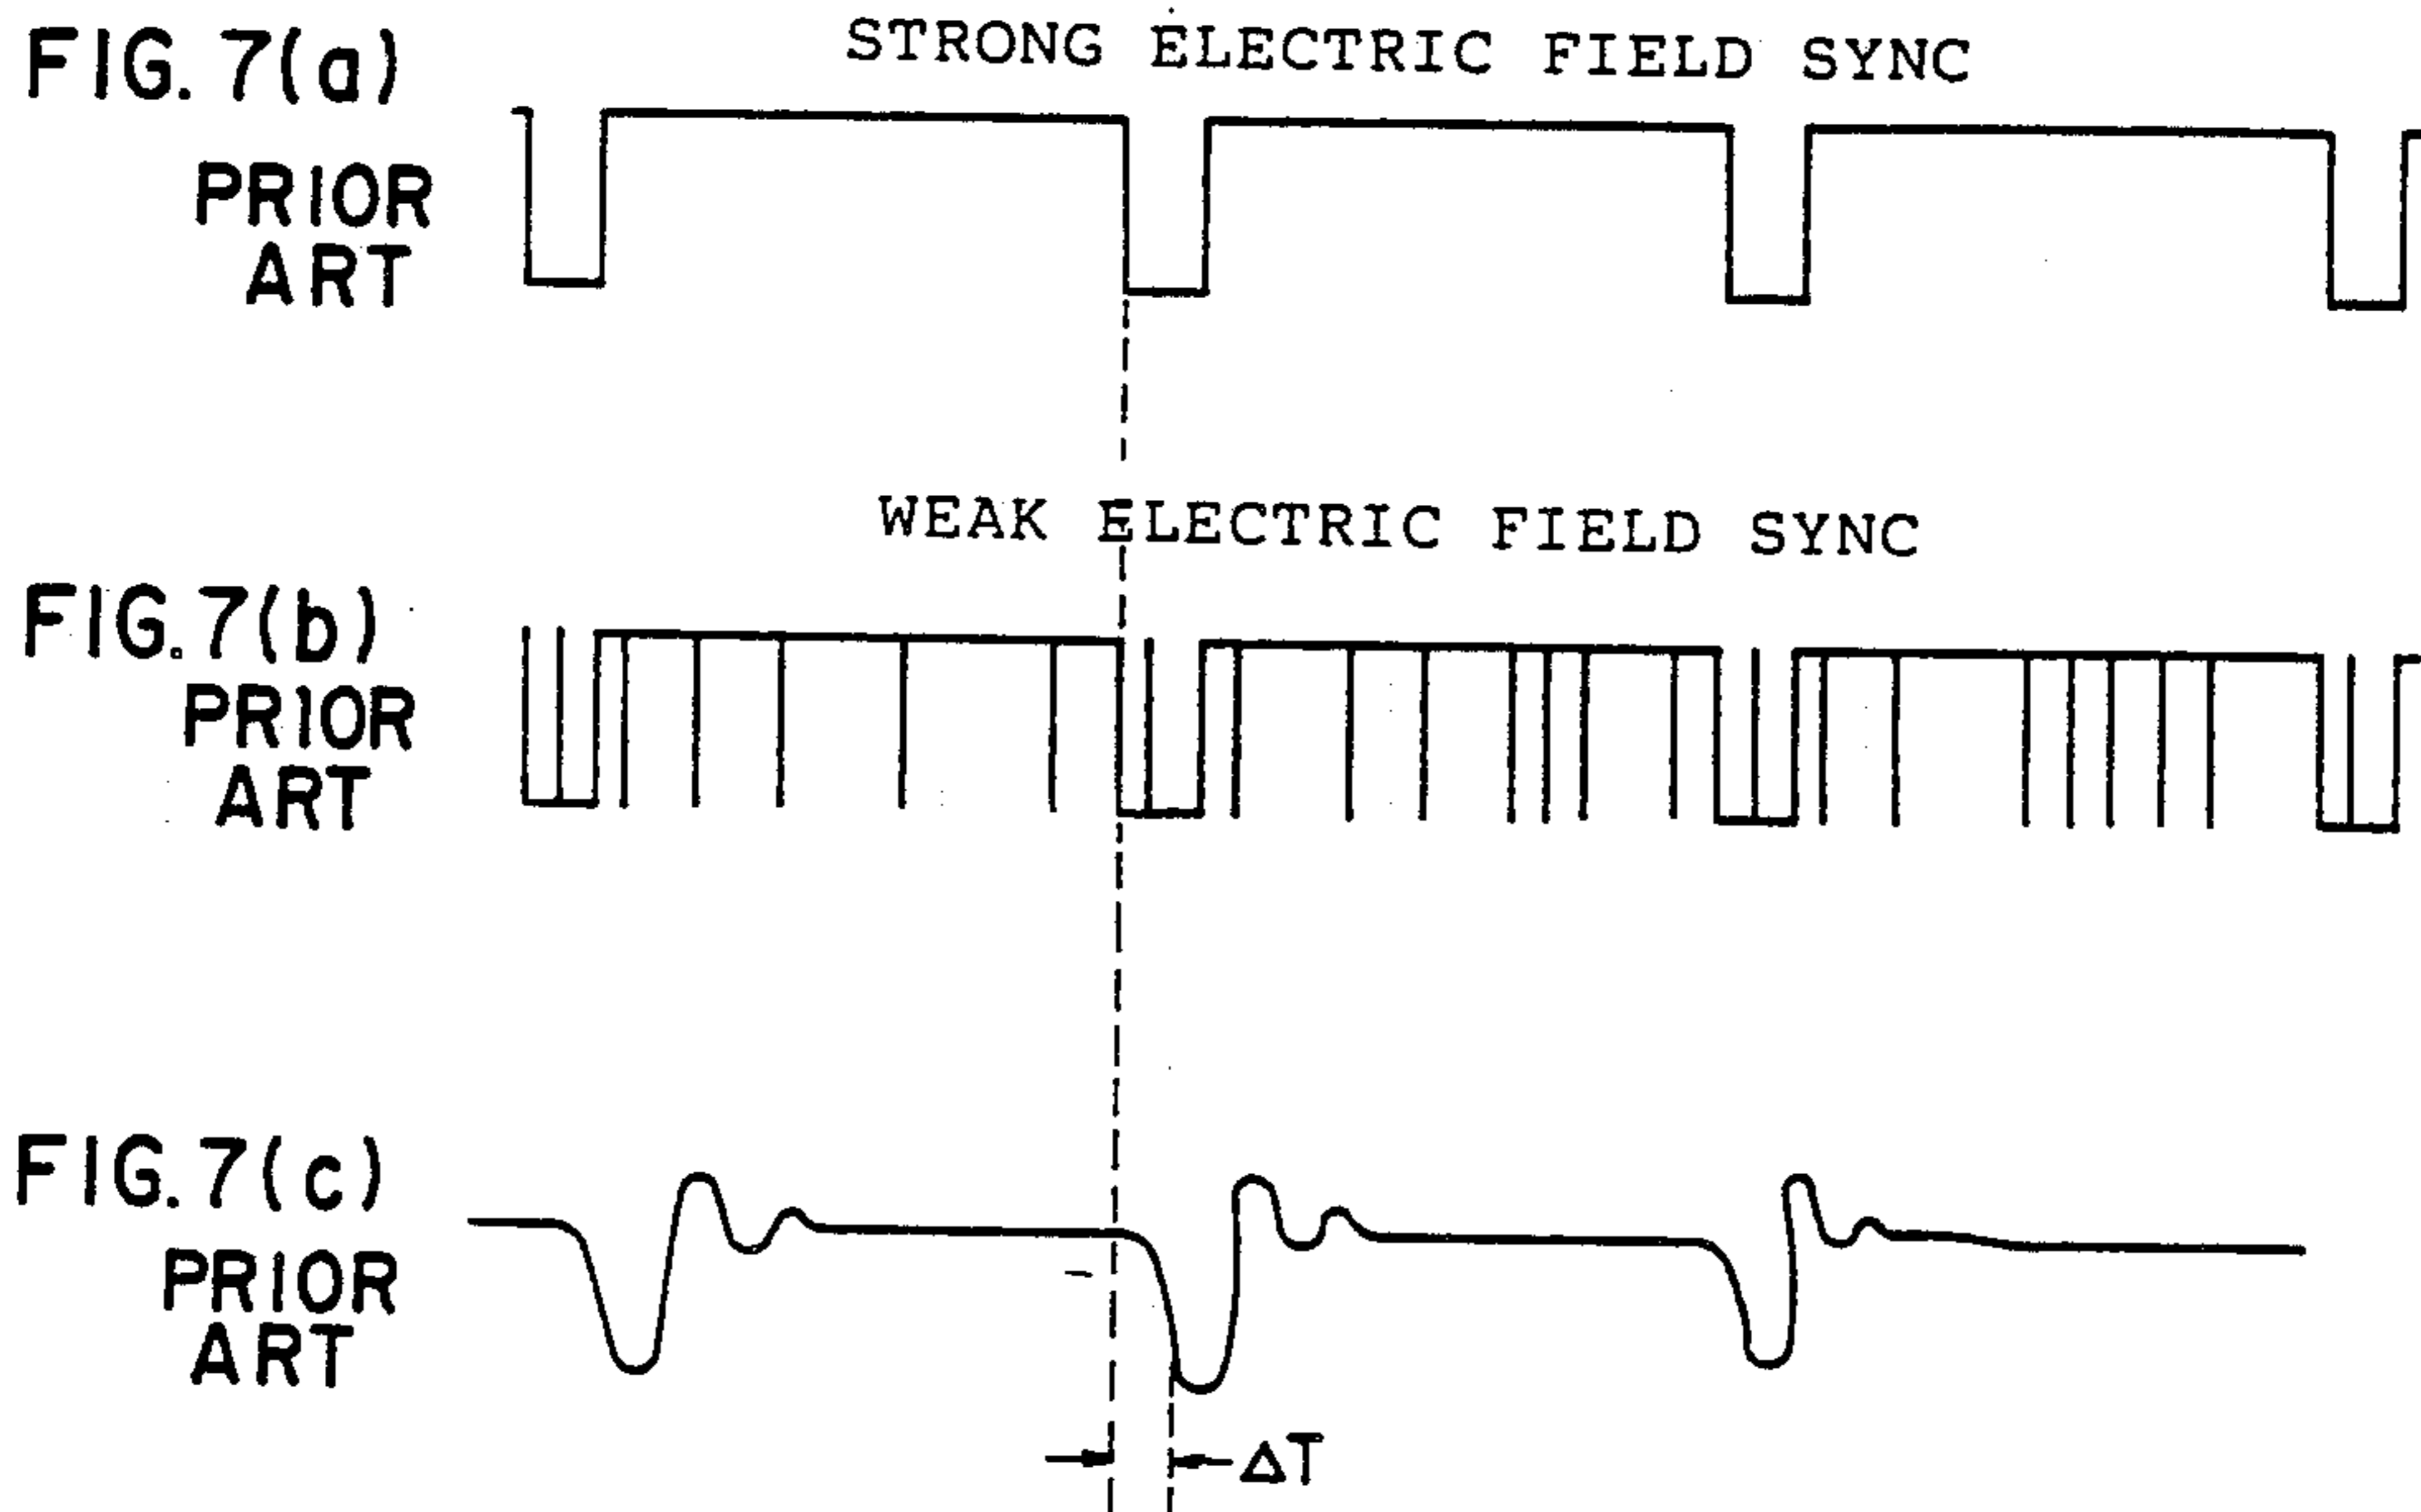 FIG. 7(a)
STRONG ELECTRIC FIELD SYNC
PRIOR
ART
WEAK ELECTRIC FIELD SYNC
FIG. 7(b)
PRIOR
ART
FIG. 7(c)
PRIOR
ART
ΔT